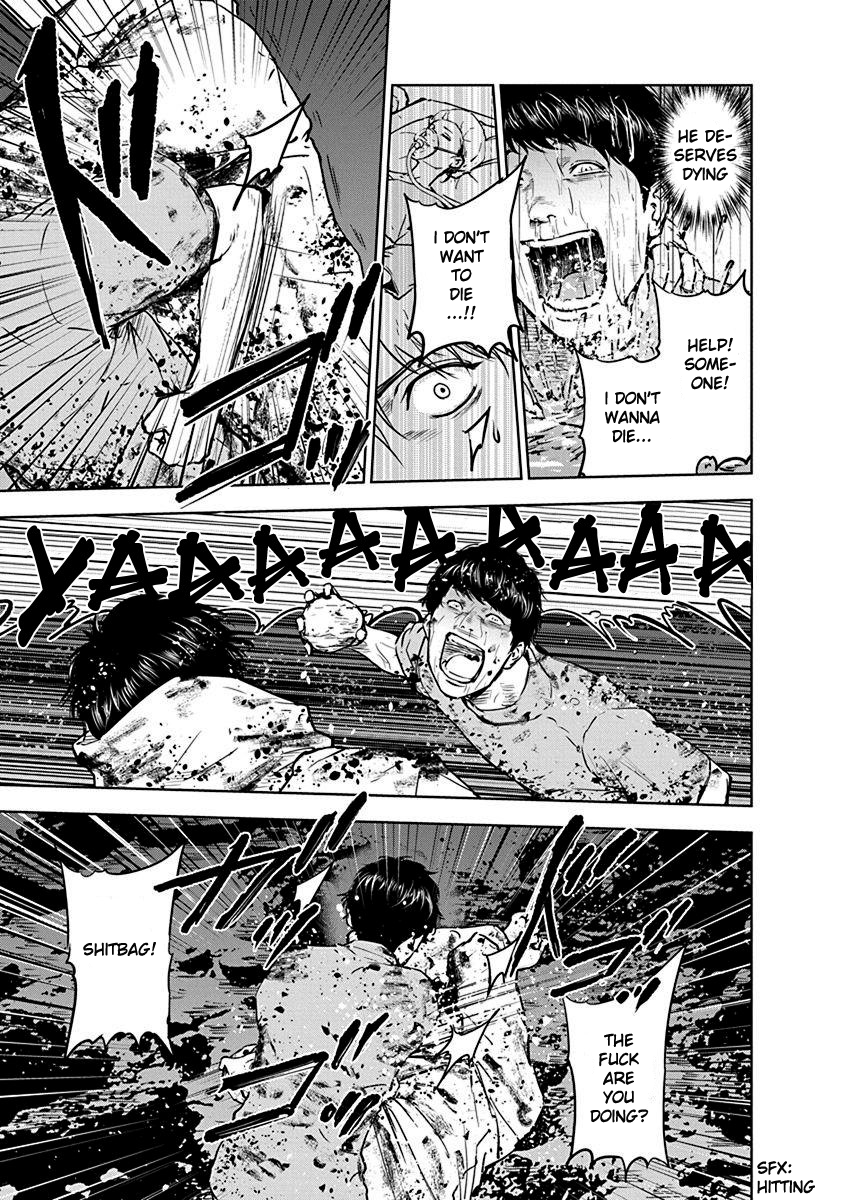 HE DE-
SERVES
DYING
HELP!
SOME-
ONE!
I DON'T
WANNA
DIE...
I DON'T
WANT
TO
DIE
...!!
ドゴッ
YAAAAAAAAAA
THE
FUCK
ARE
YOU
DOING?
SHITBAG!
SFX:
HITTING